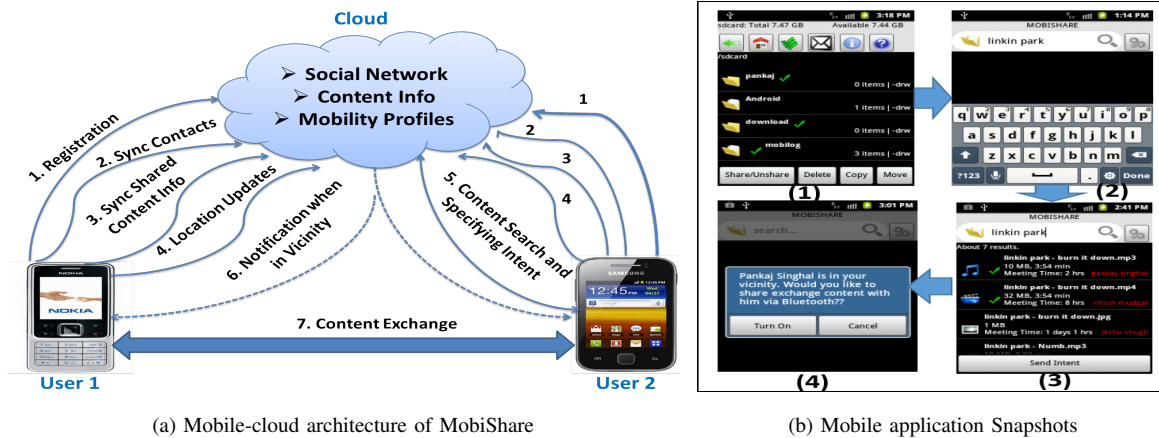 Cloud
➢ Social Network
➢ Content Info
➢ Mobility Profiles
1. Registration
2. Sync Contacts
3. Sync Shared
Content Info
4. Location Updates
6. Notification when
in Vicinity
5. Content Search and
Specifying Intent
1
2
3
4
NOKIA
NOKIA
SAMSUNG
12:45PM
7. Content Exchange
User 1
User 2
(a) Mobile-cloud architecture of MobiShare
3:18 PM
sdcard: Total 7.47 GB Available 7.44 GB
/sdcard
pankaj
0 items | -drw
Android
1 items | -drw
download
0 items | -drw
mobilog
3 items | -drw
Share/Unshare Delete Copy Move
(1)
1:14 PM
MOBISHARE
linkin park
q w e r t y u i o p
a s d f g h j k l
z x c v b n m
?123 . Done
(2)
2:41 PM
MOBISHARE
linkin park
About 7 results.
linkin park - burn it down.mp3
10 MB, 3:54 min
Meeting Time: 2 hrs pankaj singhal
linkin park - burn it down.mp4
32 MB, 3:54 min
Meeting Time: 8 hrs nitish mudgal
linkin park - burn it down.jpg
1 MB
Meeting Time: 1 days 1 hrs ikshu chugh
linkin park - Numb.mp3
Send Intent
(3)
3:01 PM
MOBISHARE
search...
Pankaj Singhal is in your
vicinity. Would you like to
share exchange content with
him via Bluetooth??
Turn On Cancel
(4)
(b) Mobile application Snapshots